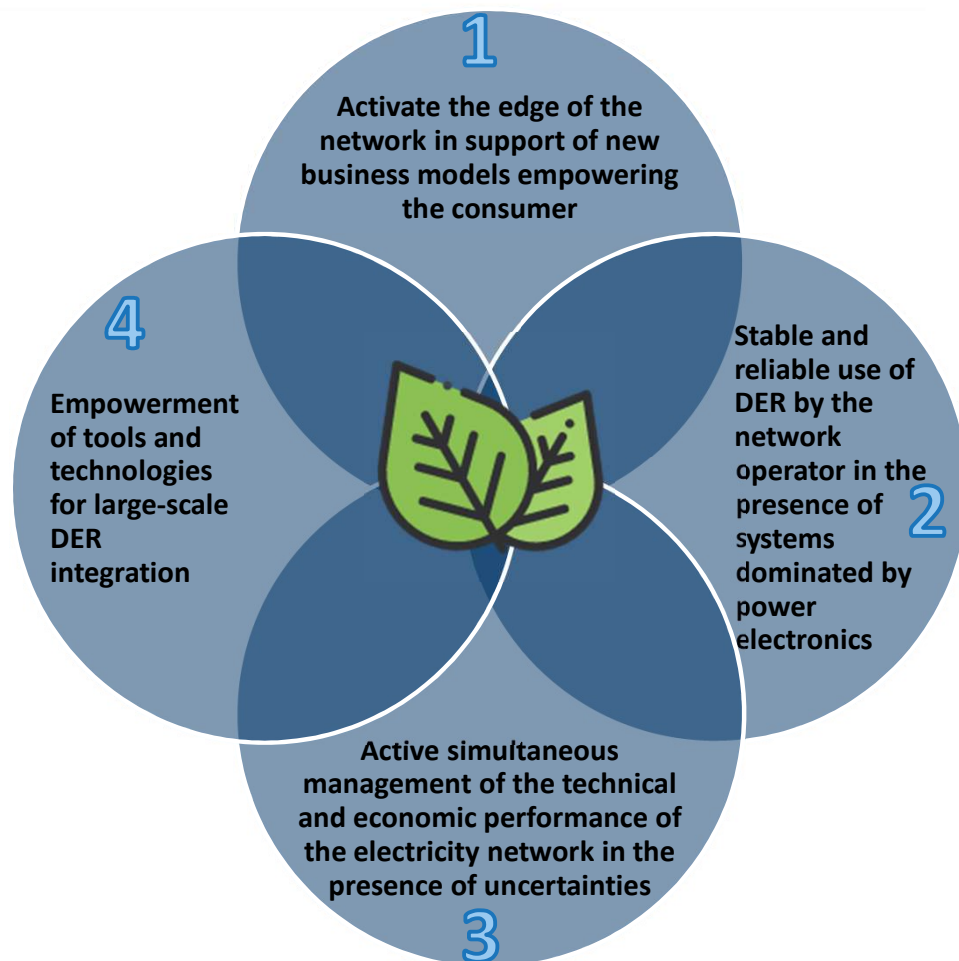 1
Activate the edge of the
network in support of new
business models empowering
the consumer
2
Stable and
reliable use of
DER by the
network
operator in the
presence of
systems
dominated by
power
electronics
Active simultaneous
management of the technical
and economic performance of
the electricity network in the
presence of uncertainties
3
4
Empowerment
of tools and
technologies
for large-scale
DER
integration